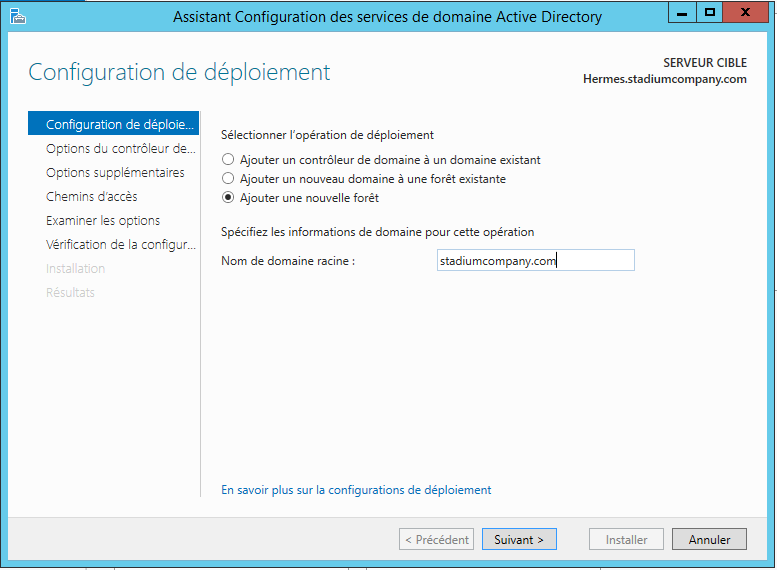 Assistant Configuration des services de domaine Active Directory
Configuration de déploiement
SERVEUR CIBLE
Hermes.stadiumcompany.com
Configuration de déploie...
Options du contrôleur de...
Options supplémentaires
Chemins d'accès
Examiner les options
Vérification de la configur...
Installation
Résultats
Sélectionner l'opération de déploiement
Ajouter un contrôleur de domaine à un domaine existant
Ajouter un nouveau domaine à une forêt existante
Ajouter une nouvelle forêt
Spécifiez les informations de domaine pour cette opération
Nom de domaine racine :
stadiumcompany.com
En savoir plus sur la configurations de déploiement
< Précédent
Suivant >
Installer
Annuler